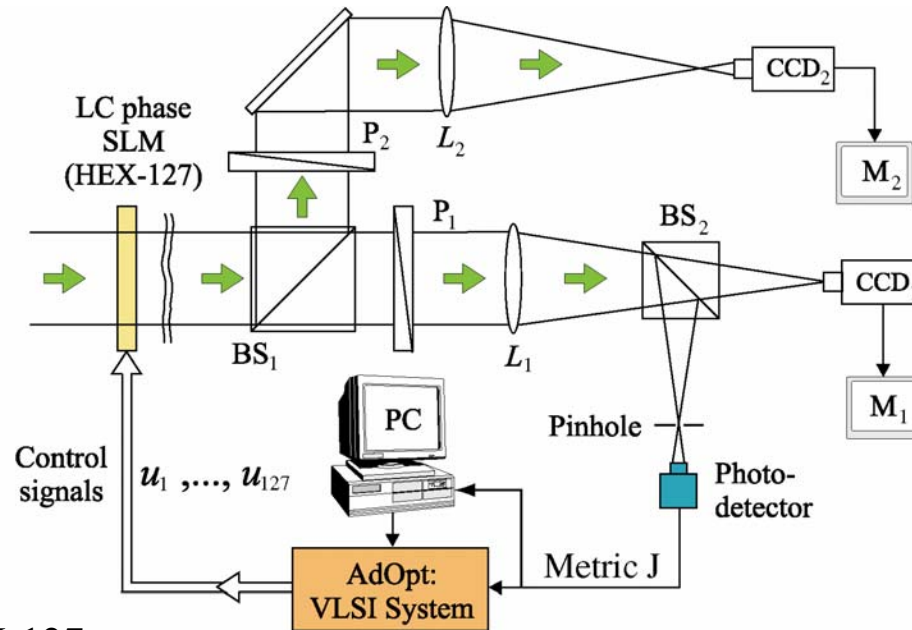 CCD₂
LC phase
SLM
(HEX-127)
P₂
L₂
M₂
P₁
BS₂
CCD
BS₁
L₁
M₁
PC
Pinhole
Control
signals
u₁ ,..., u₁₂₇
Photo-
detector
Metric J
AdOpt:
VLSI System